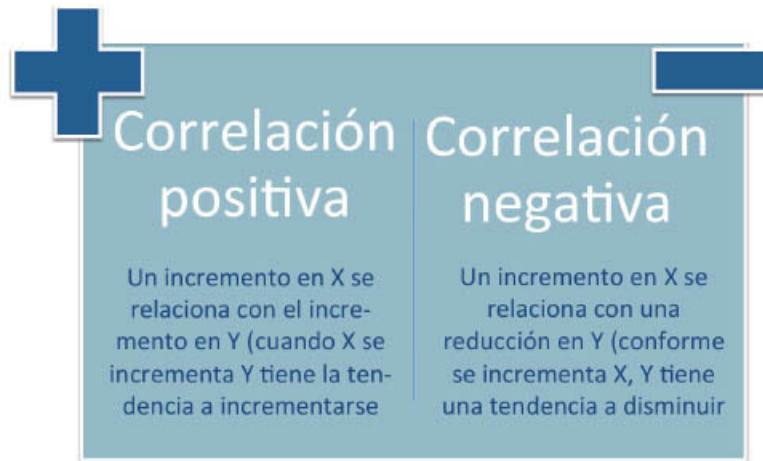 Correlación
positiva
Un incremento en X se
relaciona con el incre-
mento en Y (cuando X se
incrementa Y tiene la ten-
dencia a incrementarse
Correlación
negativa
Un incremento en X se
relaciona con una
reducción en Y (conforme
se incrementa X, Y tiene
una tendencia a disminuir